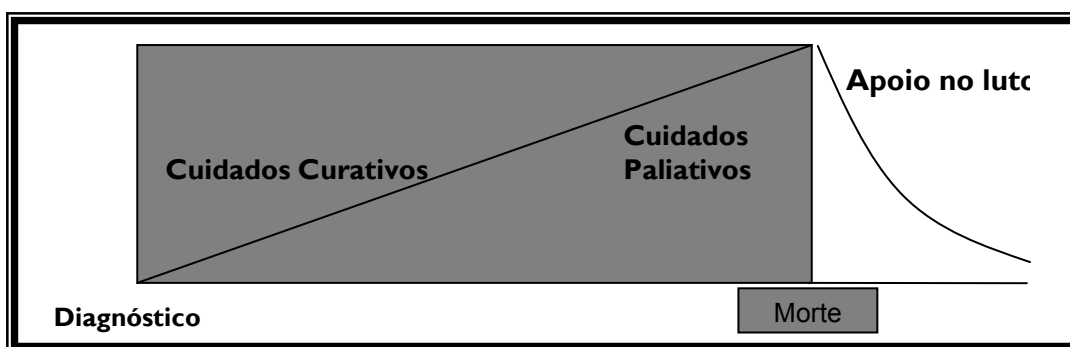 Apoio no luto
Cuidados Curativos
Cuidados
Paliativos
Diagnóstico
Morte